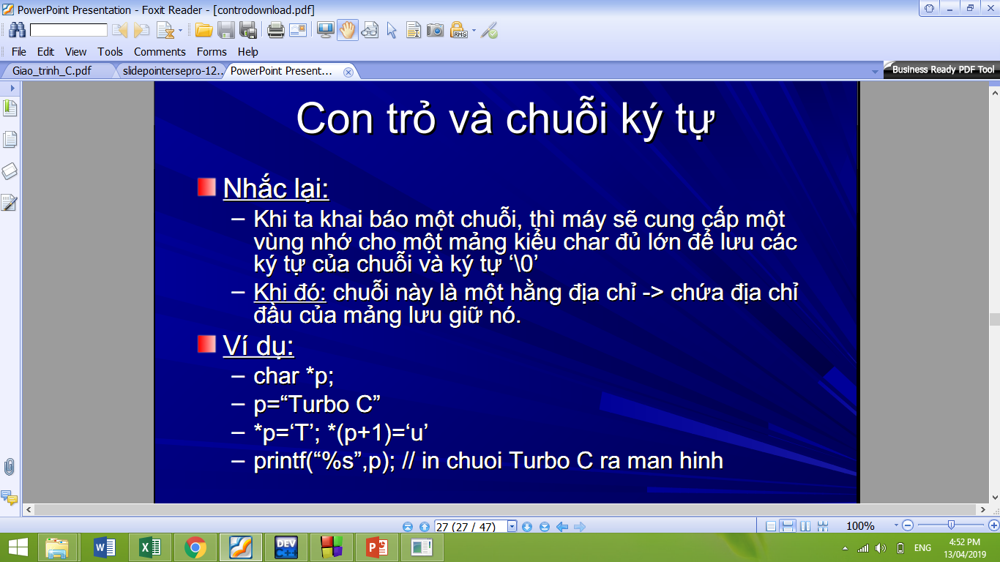 PowerPoint Presentation - Foxit Reader - [controdownload.pdf]
RMS
File Edit View Tools Comments Forms Help
Giao_trinh_C.pdf slidepointersepro-12.. PowerPoint Present... Business Ready PDF Tool
Con trỏ và chuỗi ký tự
Nhắc lại:
– Khi ta khai báo một chuỗi, thì máy sẽ cung cấp một
vùng nhớ cho một mảng kiểu char đủ lớn để lưu các
ký tự của chuỗi và ký tự ‘\0’
– Khi đó: chuỗi này là một hằng địa chỉ -> chứa địa chỉ
đầu của mảng lưu giữ nó.
Ví dụ:
– char *p;
– p=“Turbo C”
– *p=‘T’; *(p+1)=‘u’
– printf(“%s”,p); // in chuoi Turbo C ra man hinh
27 (27 / 47) 100%
DEV C++
ENG
4:52 PM
13/04/2019